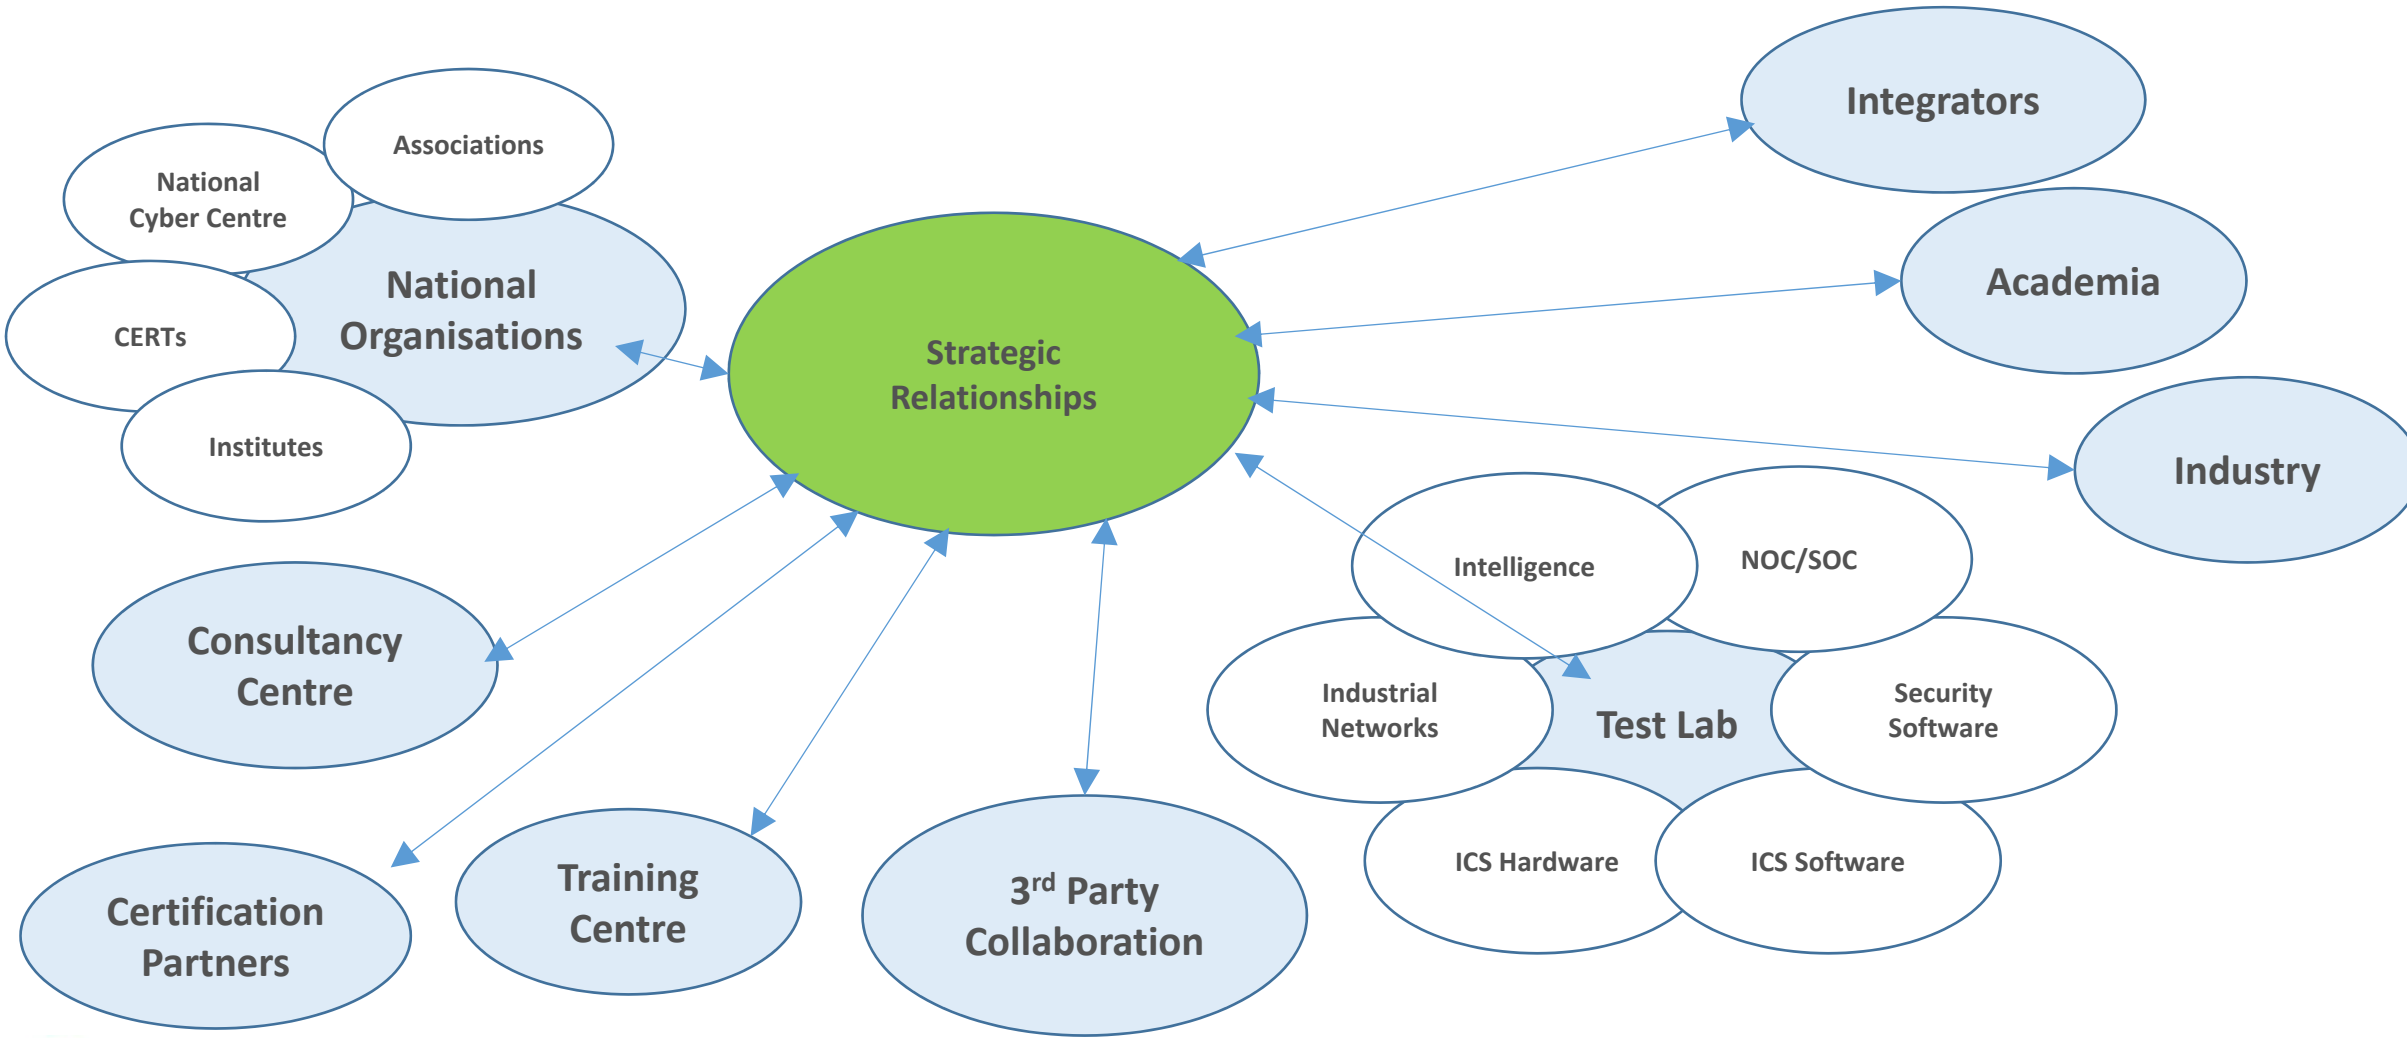 Integrators
Associations
National
Cyber Centre
Academia
National
Organisations
CERTs
Strategic
Relationships
Institutes
Industry
Intelligence
NOC/SOC
Consultancy
Centre
Industrial
Networks
Test Lab
Security
Software
ICS Hardware
ICS Software
Certification
Partners
Training
Centre
3rd Party
Collaboration